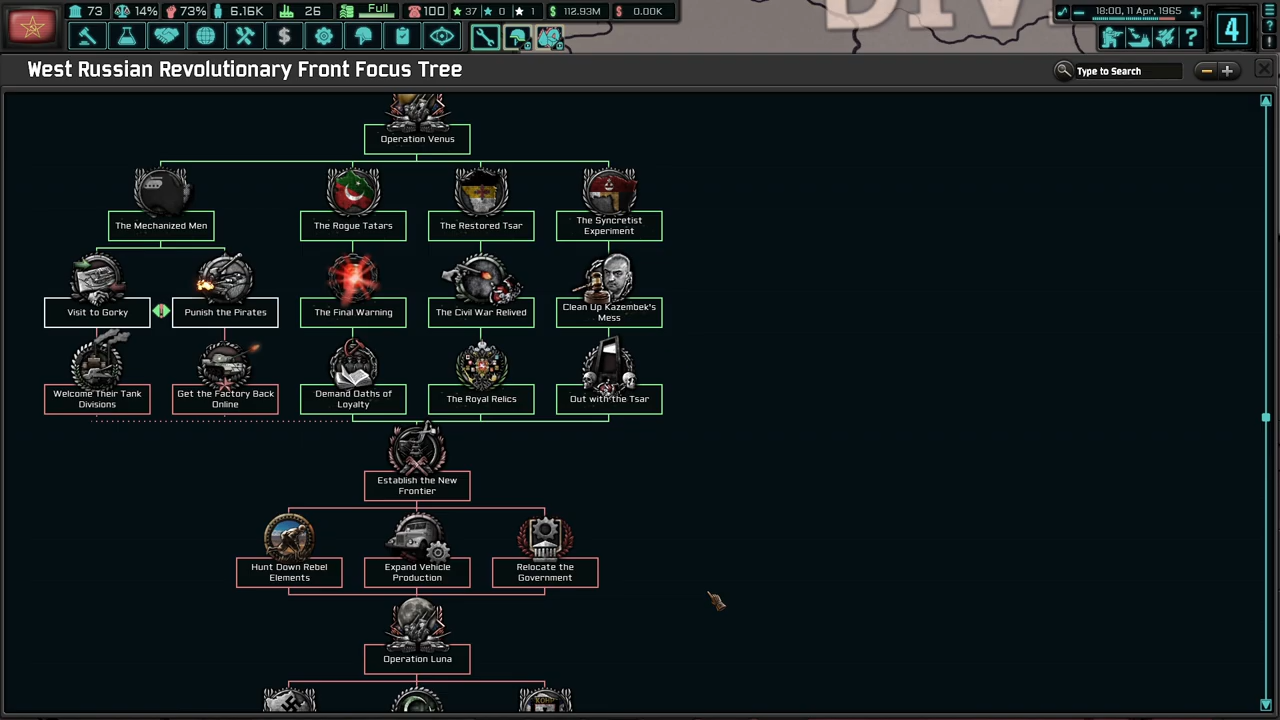 73 14% 73% 6.16K 26 Full 100 37 0 1 112.93M 0.00K
18:00, 11 Apr, 1965
4
West Russian Revolutionary Front Focus Tree
Type to Search
Operation Venus
The Mechanized Men
The Rogue Tatars
The Restored Tsar
The Syncretist
Experiment
Visit to Gorky
Punish the Pirates
The Final Warning
The Civil War Relived
Clean Up Kazembek's
Mess
Welcome Their Tank
Divisions
Get the Factory Back
Online
Demand Oaths of
Loyalty
The Royal Relics
Out with the Tsar
Establish the New
Frontier
Hunt Down Rebel
Elements
Expand Vehicle
Production
Relocate the
Government
Operation Luna